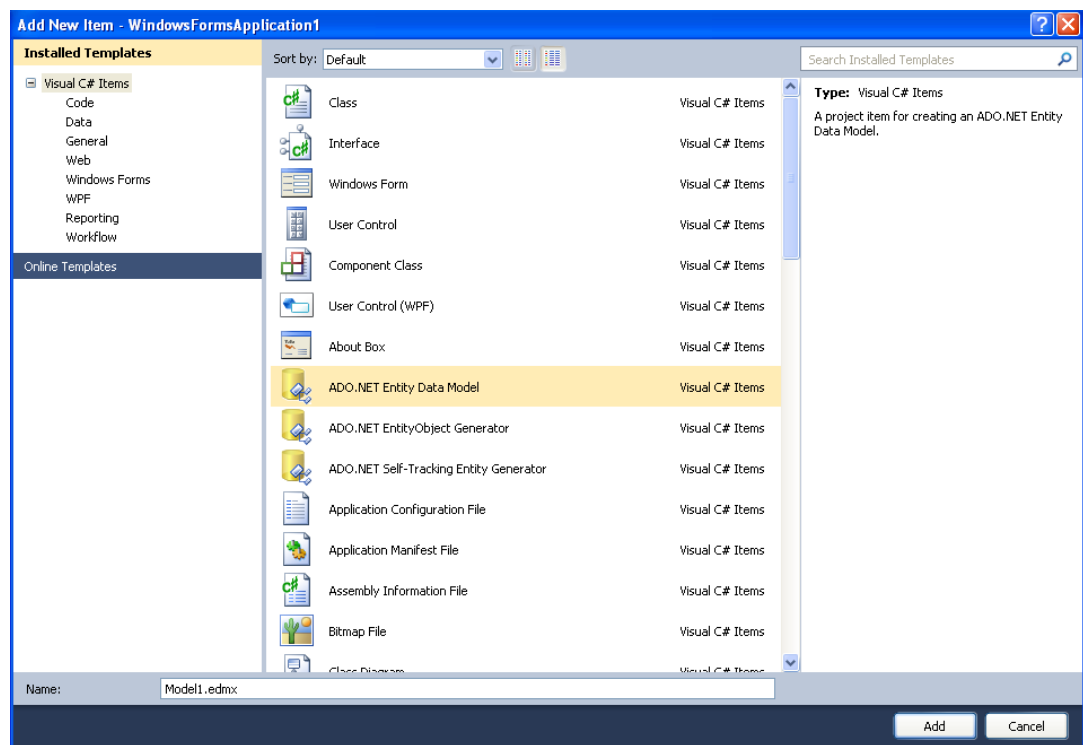 Add New Item - WindowsFormsApplication1
Installed Templates
Sort by: Default
Search Installed Templates
Visual C# Items
Code
Data
General
Web
Windows Forms
WPF
Reporting
Workflow
Online Templates
Class Visual C# Items
Interface Visual C# Items
Windows Form Visual C# Items
User Control Visual C# Items
Component Class Visual C# Items
User Control (WPF) Visual C# Items
About Box Visual C# Items
ADO.NET Entity Data Model Visual C# Items
ADO.NET EntityObject Generator Visual C# Items
ADO.NET Self-Tracking Entity Generator Visual C# Items
Application Configuration File Visual C# Items
Application Manifest File Visual C# Items
Assembly Information File Visual C# Items
Bitmap File Visual C# Items
Class Diagram Visual C# Items
Type: Visual C# Items
A project item for creating an ADO.NET Entity
Data Model.
Name: Model1.edmx
Add Cancel